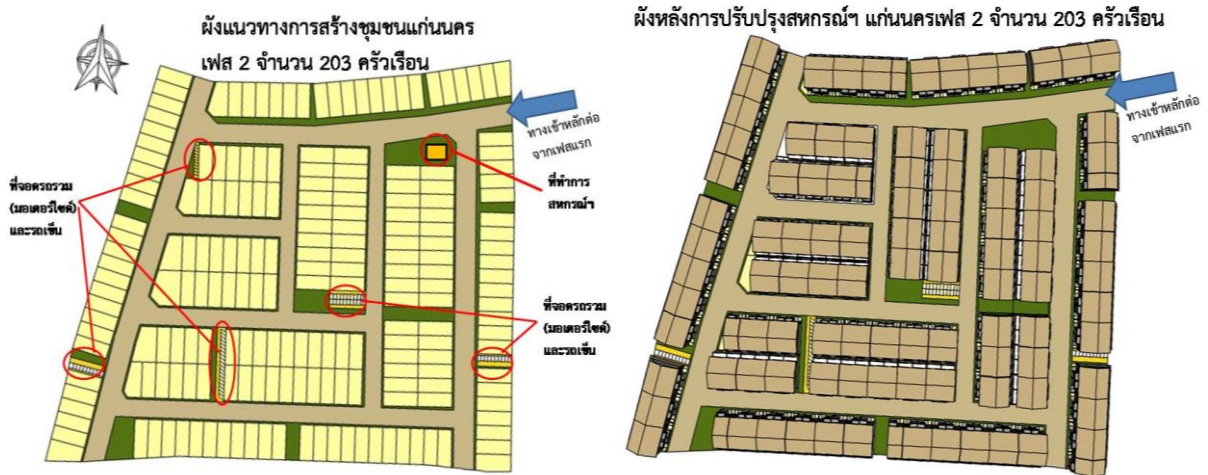 ผังแนวทางการสร้างชุมชนแก่นนคร
เฟส 2 จำนวน 203 ครัวเรือน
ทางเข้าหลักต่อ
จากเฟสแรก
ที่จอดรถรวม
(มอเตอร์ไซด์)
และรถเข็น
ที่ทำการ
สหกรณ์ฯ
ที่จอดรถรวม
(มอเตอร์ไซด์)
และรถเข็น
ผังหลังการปรับปรุงสหกรณ์ฯ แก่นนครเฟส 2 จำนวน 203 ครัวเรือน
ทางเข้าหลักต่อ
จากเฟสแรก